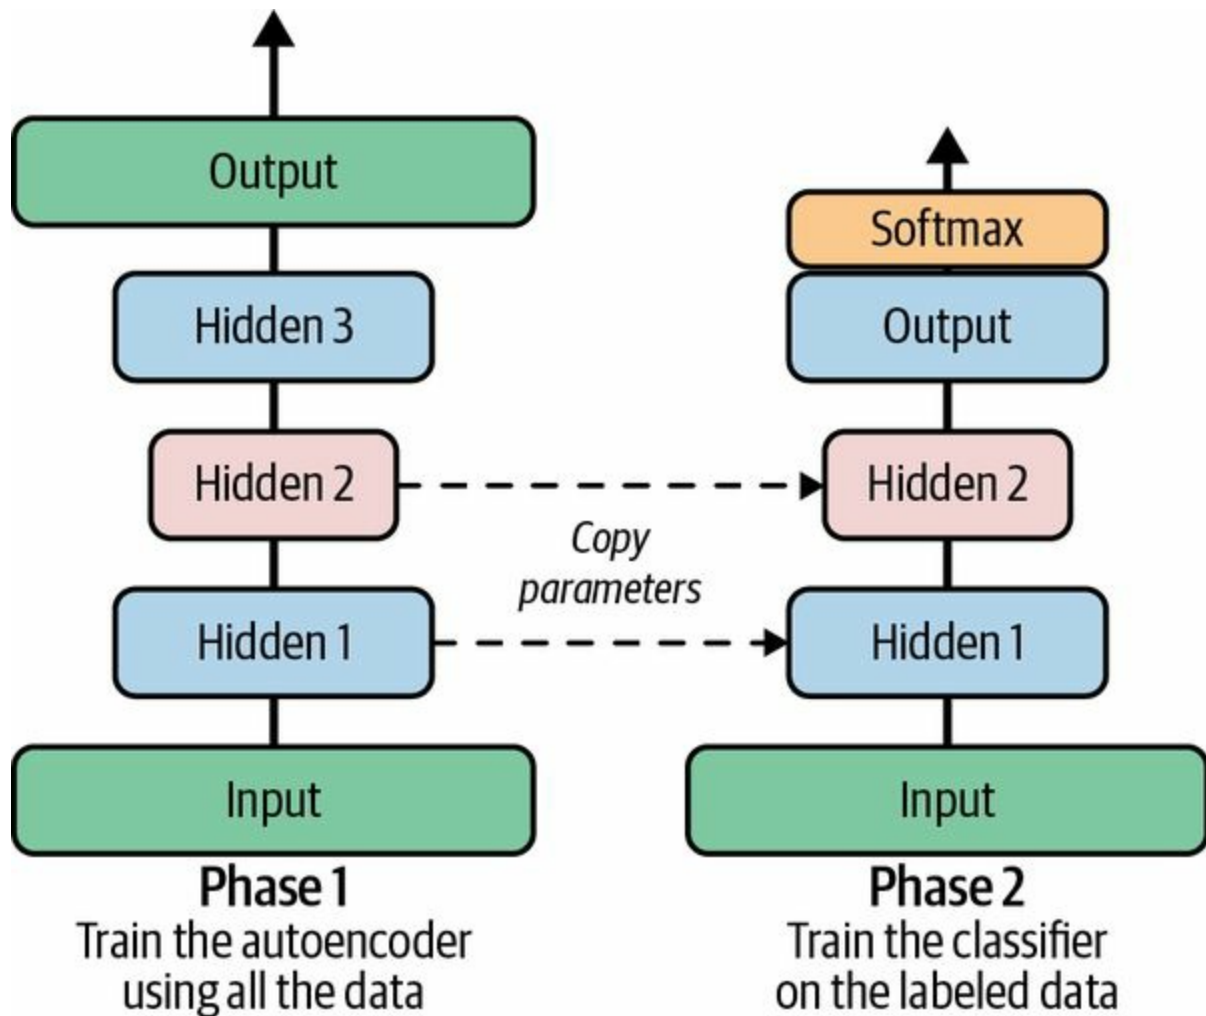 Output
Hidden 3
Hidden 2
Hidden 1
Input
Phase 1
Train the autoencoder
using all the data
Copy
parameters
Softmax
Output
Hidden 2
Hidden 1
Input
Phase 2
Train the classifier
on the labeled data